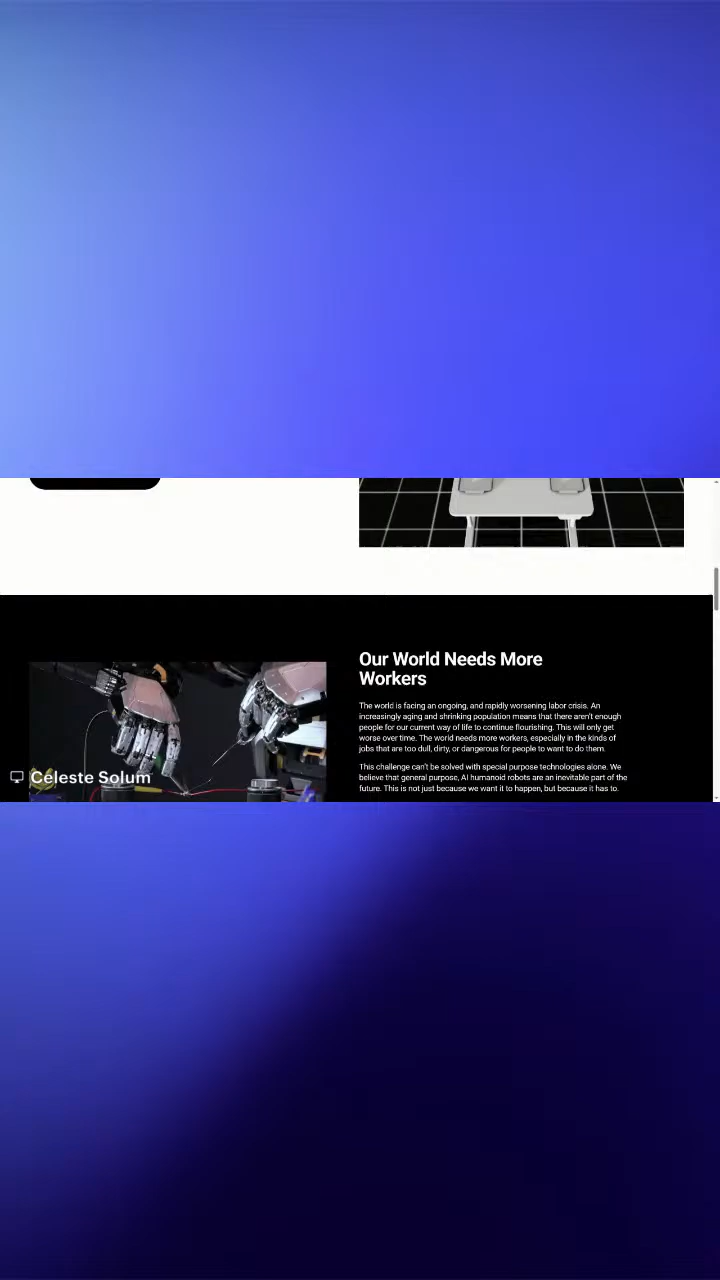 Our World Needs More
Workers
The world is facing an ongoing, and rapidly worsening labor crisis. An
increasingly aging and shrinking population means that there aren't enough
people for our current way of life to continue flourishing. This will only get
worse over time. The world needs more workers, especially in the kinds of
jobs that are too dull, dirty, or dangerous for people to want to do them.
This challenge can't be solved with special purpose technologies alone. We
believe that general purpose, AI humanoid robots are an inevitable part of the
future. This is not just because we want it to happen, but because it has to.
Celeste Solum